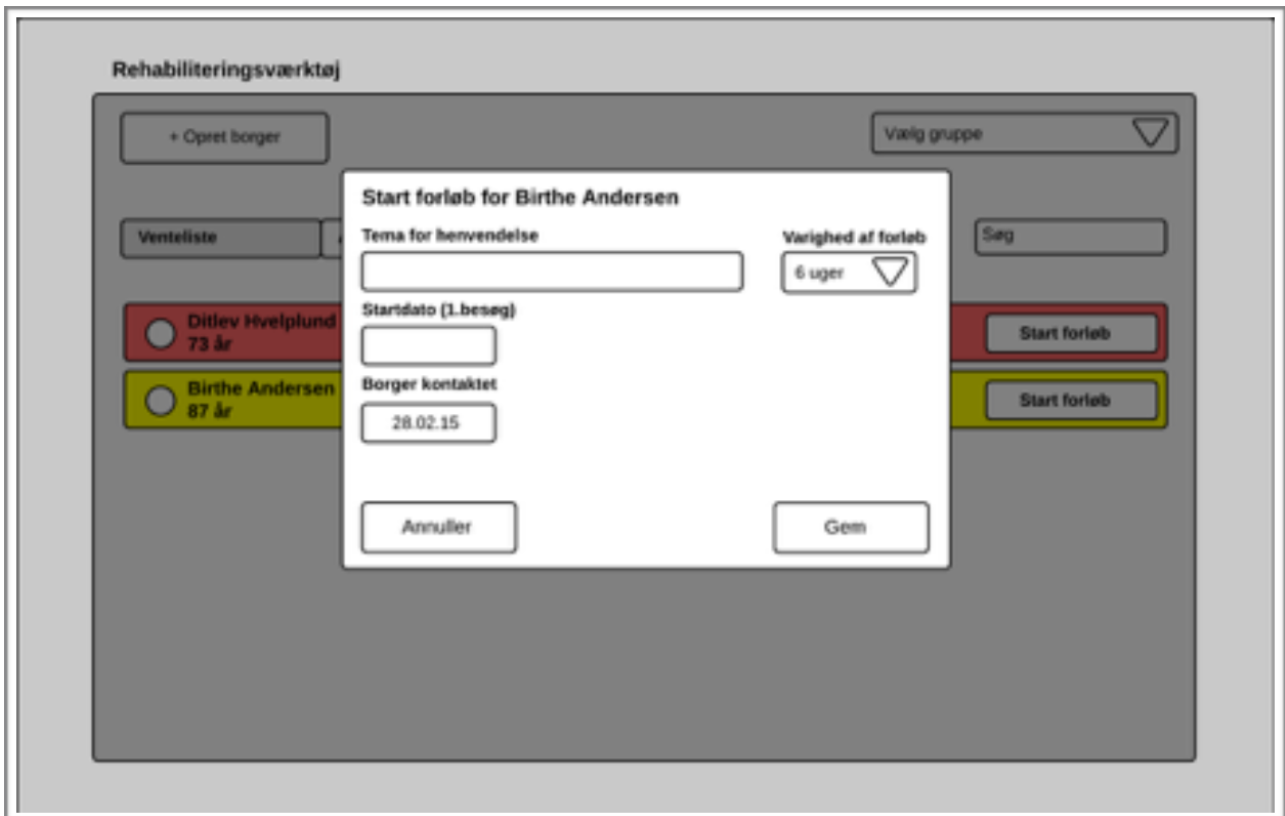 Rehabiliteringsværktøj
+ Opret borger
Vælg gruppe
Start forløb for Birthe Andersen
Tema for henvendelse
Varighed af forløb
6 uger
Venteliste
Søg
Startdato (1.besøg)
Ditlev Hvelplund
73 år
Start forløb
Borger kontaktet
28.02.15
Birthe Andersen
87 år
Start forløb
Annuller
Gem